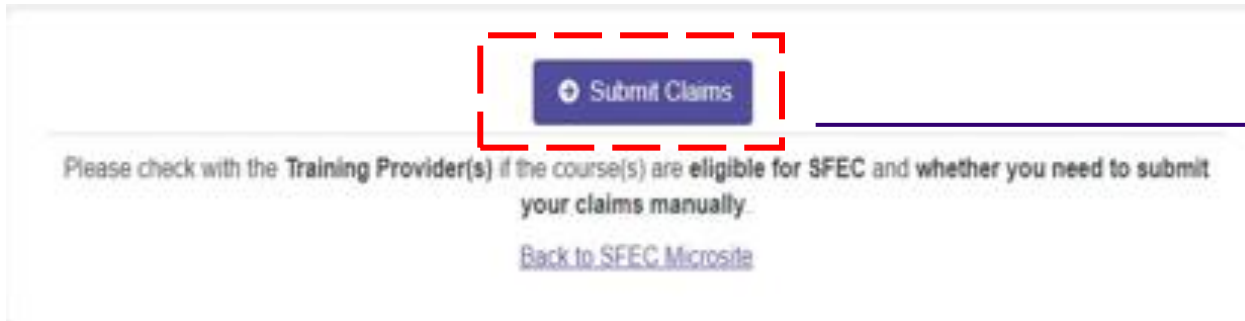 Submit Claims
Please check with the Training Provider(s) if the course(s) are eligible for SFEC and whether you need to submit
your claims manually.
Back to SFEC Microsite